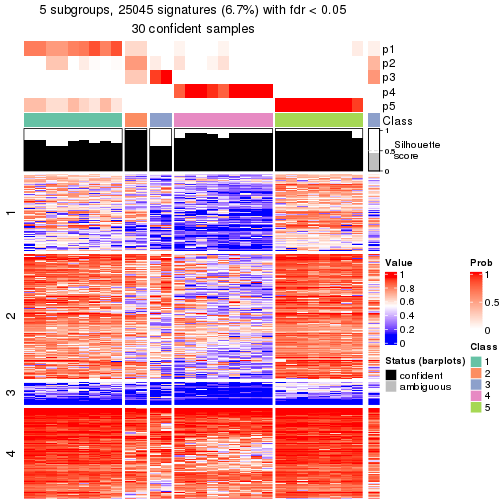 5 subgroups, 25045 signatures (6.7%) with fdr < 0.05
30 confident samples
p1
p2
p3
p4
p5
Class
1
0.5
0
Silhouette
score
1
2
3
4
Value
1
0.8
0.6
0.4
0.2
0
Status (barplots)
confident
ambiguous
Prob
1
0.5
0
Class
1
2
3
4
5